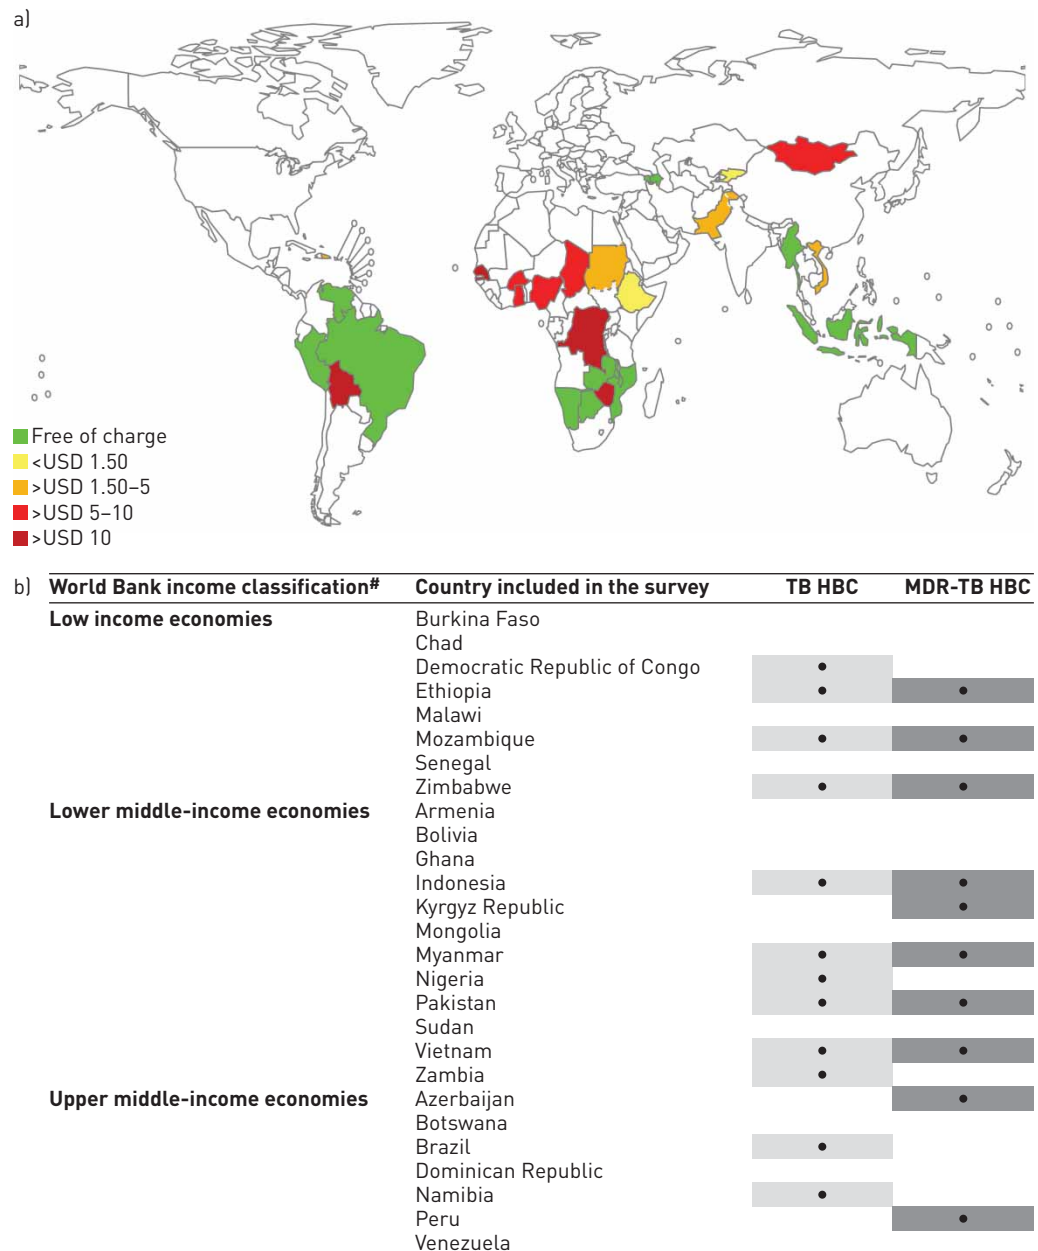 a)
Free of charge
<USD 1.50
>USD 1.50–5
>USD 5–10
>USD 10
b) World Bank income classification# Country included in the survey TB HBC MDR-TB HBC
Low income economies Burkina Faso
Chad
Democratic Republic of Congo •
Ethiopia • •
Malawi
Mozambique • •
Senegal
Zimbabwe • •
Lower middle-income economies Armenia
Bolivia
Ghana
Indonesia • •
Kyrgyz Republic •
Mongolia
Myanmar • •
Nigeria •
Pakistan • •
Sudan
Vietnam • •
Zambia •
Upper middle-income economies Azerbaijan •
Botswana
Brazil •
Dominican Republic
Namibia •
Peru •
Venezuela